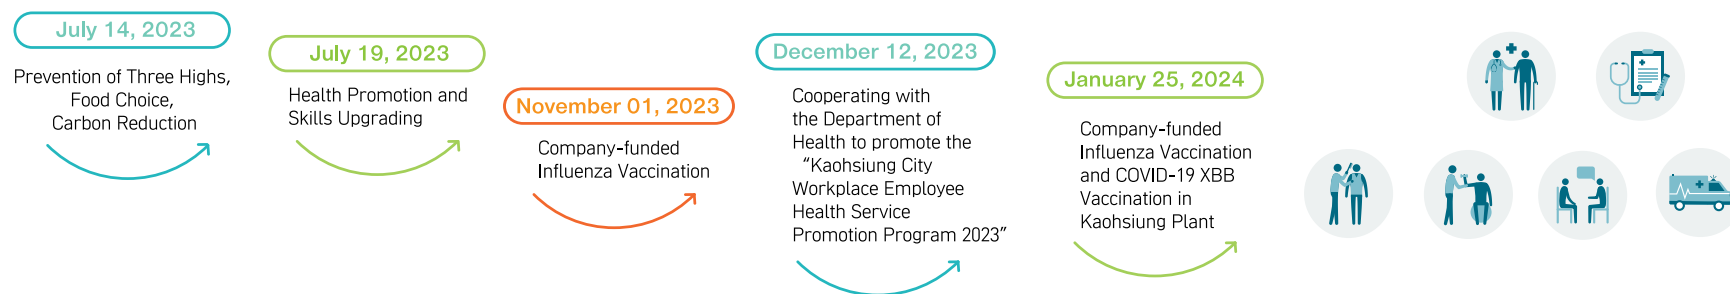 July 14, 2023
Prevention of Three Highs,
Food Choice,
Carbon Reduction
July 19, 2023
Health Promotion and
Skills Upgrading
November 01, 2023
Company-funded
Influenza Vaccination
December 12, 2023
Cooperating with
the Department of
Health to promote the
“Kaohsiung City
Workplace Employee
Health Service
Promotion Program 2023”
January 25, 2024
Company-funded
Influenza Vaccination
and COVID-19 XBB
Vaccination in
Kaohsiung Plant